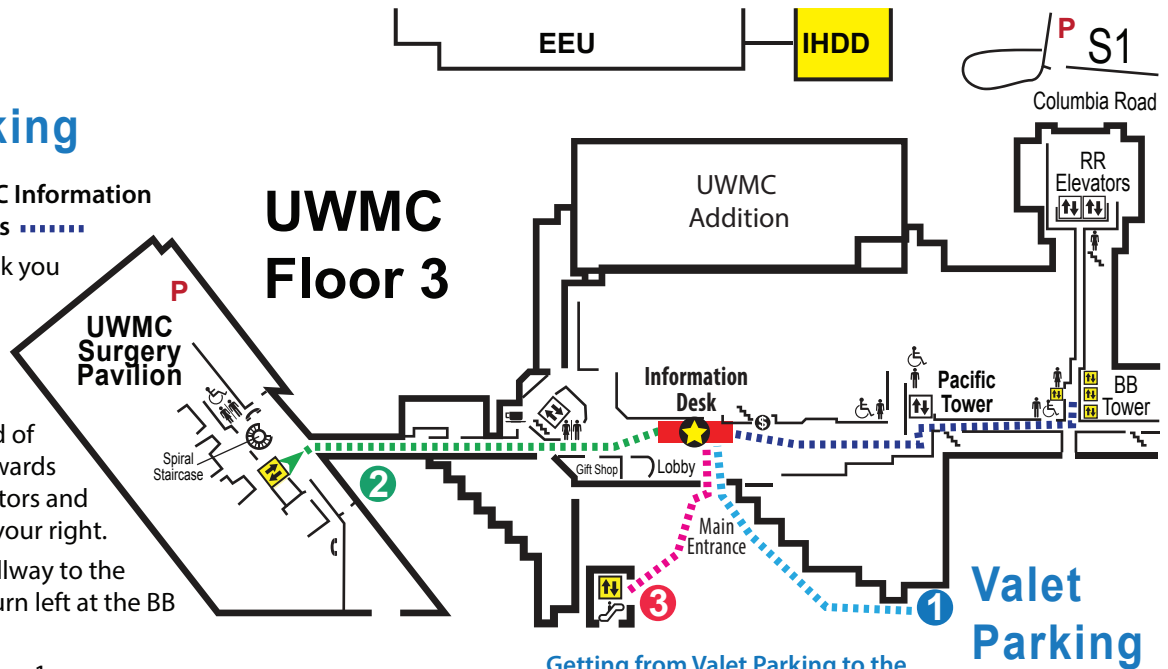 EEU
IHDD
P
S1
Columbia Road
king
C Information
s
k you
UWMC
Floor 3
UWMC
Addition
RR
Elevators
P
UWMC
Surgery
Pavilion
Information
Desk
Pacific
Tower
BB
Tower
$
d of
wards
tors and
your right.
llway to the
urn left at the BB
Spiral
Staircase
2
Gift Shop
Lobby
Main
Entrance
3
1
Valet
Parking
Getting from Valet Parking to the